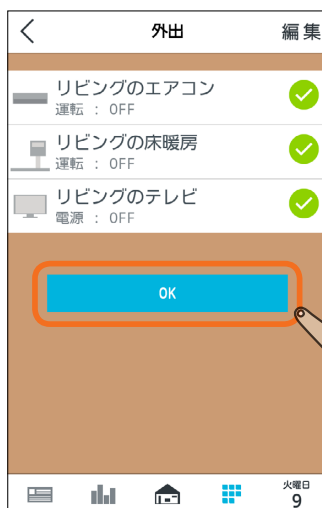 外出
編集
リビングのエアコン
運転 : OFF
リビングの床暖房
運転 : OFF
リビングのテレビ
電源 : OFF
OK
火曜日
9